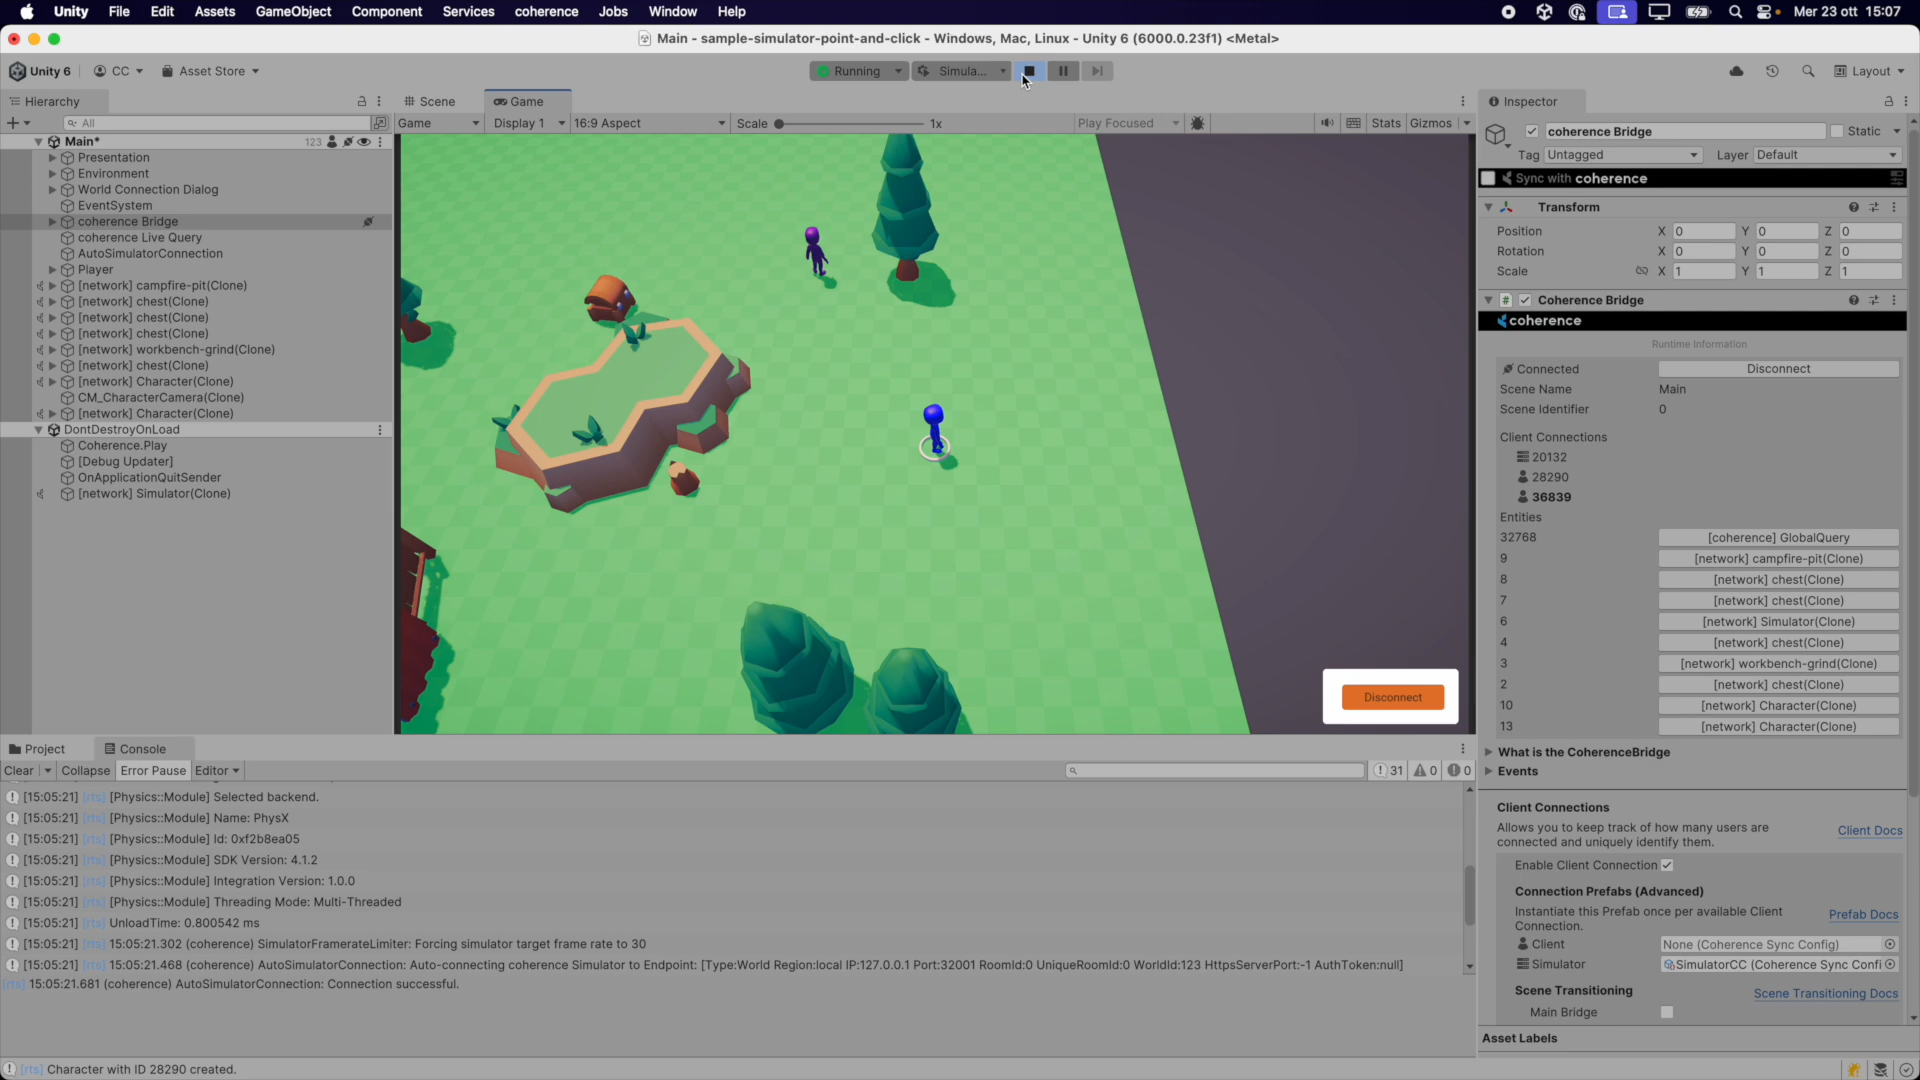 Unity File Edit Assets GameObject Component Services coherence Jobs Window Help Mer 23 ott 15:07
Main - sample-simulator-point-and-click - Windows, Mac, Linux - Unity 6 (6000.0.23f1) <Metal>
Unity 6 CC Asset Store Running Simula... Layout
Hierarchy
All
Main* 123
Presentation
Environment
World Connection Dialog
EventSystem
coherence Bridge
coherence Live Query
AutoSimulatorConnection
Player
[network] campfire-pit(Clone)
[network] chest(Clone)
[network] chest(Clone)
[network] chest(Clone)
[network] workbench-grind(Clone)
[network] chest(Clone)
[network] Character(Clone)
CM_CharacterCamera(Clone)
[network] Character(Clone)
DontDestroyOnLoad
Coherence.Play
[Debug Updater]
OnApplicationQuitSender
[network] Simulator(Clone)
Scene Game
Game Display 1 16:9 Aspect Scale 1x Play Focused Stats Gizmos
Disconnect
Project Console
Clear Collapse Error Pause Editor 31 0 0
[15:05:21] [rts] [Physics::Module] Selected backend.
[15:05:21] [rts] [Physics::Module] Name: PhysX
[15:05:21] [rts] [Physics::Module] Id: 0xf2b8ea05
[15:05:21] [rts] [Physics::Module] SDK Version: 4.1.2
[15:05:21] [rts] [Physics::Module] Integration Version: 1.0.0
[15:05:21] [rts] [Physics::Module] Threading Mode: Multi-Threaded
[15:05:21] [rts] UnloadTime: 0.800542 ms
[15:05:21] [rts] 15:05:21.302 (coherence) SimulatorFramerateLimiter: Forcing simulator target frame rate to 30
[15:05:21] [rts] 15:05:21.468 (coherence) AutoSimulatorConnection: Auto-connecting coherence Simulator to Endpoint: [Type:World Region:local IP:127.0.0.1 Port:32001 RoomId:0 UniqueRoomId:0 WorldId:123 HttpsServerPort:-1 AuthToken:null]
[rts] 15:05:21.681 (coherence) AutoSimulatorConnection: Connection successful.
[rts] Character with ID 28290 created.
Inspector
coherence Bridge Static
Tag Untagged Layer Default
Sync with coherence
Transform
Position X 0 Y 0 Z 0
Rotation X 0 Y 0 Z 0
Scale X 1 Y 1 Z 1
# Coherence Bridge
coherence
Runtime Information
Connected Disconnect
Scene Name Main
Scene Identifier 0
Client Connections
20132
28290
36839
Entities
32768 [coherence] GlobalQuery
9 [network] campfire-pit(Clone)
8 [network] chest(Clone)
7 [network] chest(Clone)
6 [network] Simulator(Clone)
4 [network] chest(Clone)
3 [network] workbench-grind(Clone)
2 [network] chest(Clone)
10 [network] Character(Clone)
13 [network] Character(Clone)
What is the CoherenceBridge
Events
Client Connections
Allows you to keep track of how many users are Client Docs
connected and uniquely identify them.
Enable Client Connection
Connection Prefabs (Advanced)
Instantiate this Prefab once per available Client Prefab Docs
Connection.
Client None (Coherence Sync Config)
Simulator SimulatorCC (Coherence Sync Confi
Scene Transitioning Scene Transitioning Docs
Main Bridge
Asset Labels